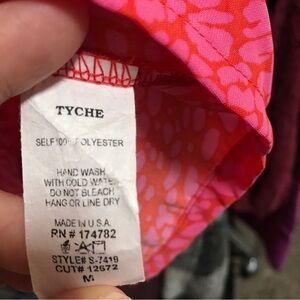 TYCHE
SELF 100% POLYESTER
HAND WASH
WITH COLD WATER
DO NOT BLEACH
HANG OR LINE DRY
MADE IN U.S.A.
RN # 174782
STYLE# S-7419
CUT# 12672
M